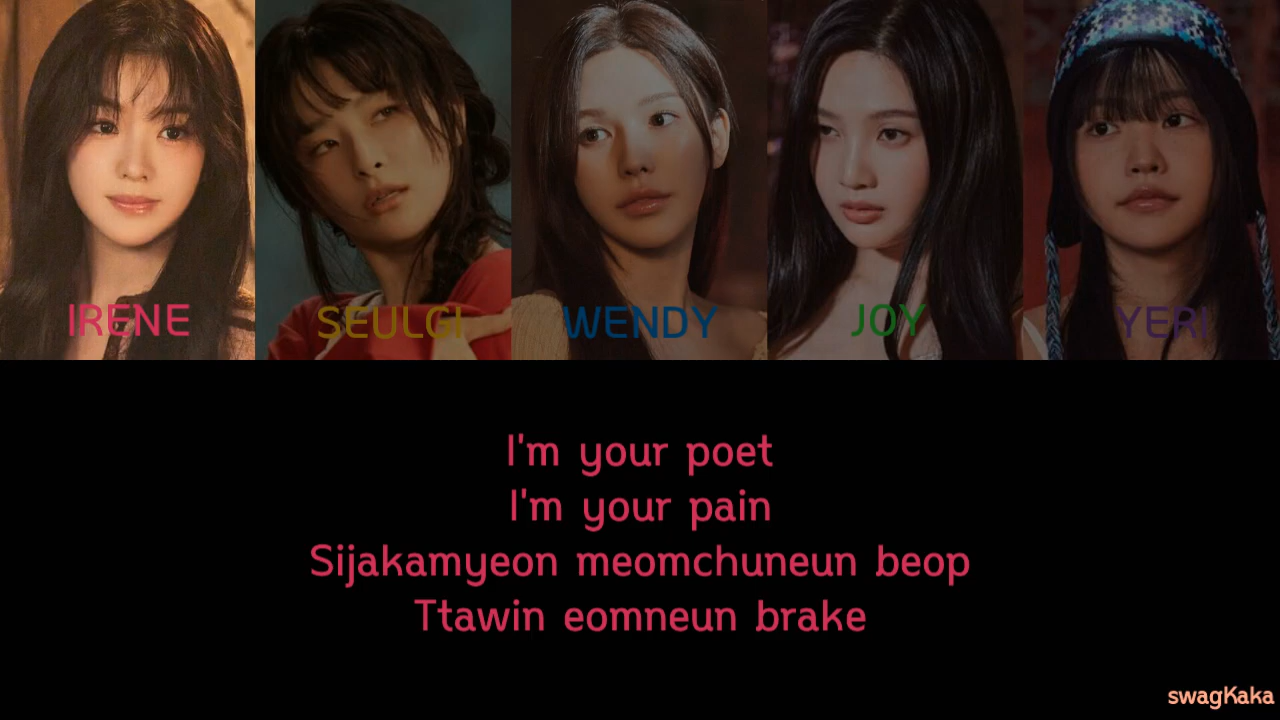 IRENE
SEULGI
WENDY
JOY
YERI
I'm your poet
I'm your pain
Sijakamyeon meomchuneun beop
Ttawin eomneun brake
swagKaka